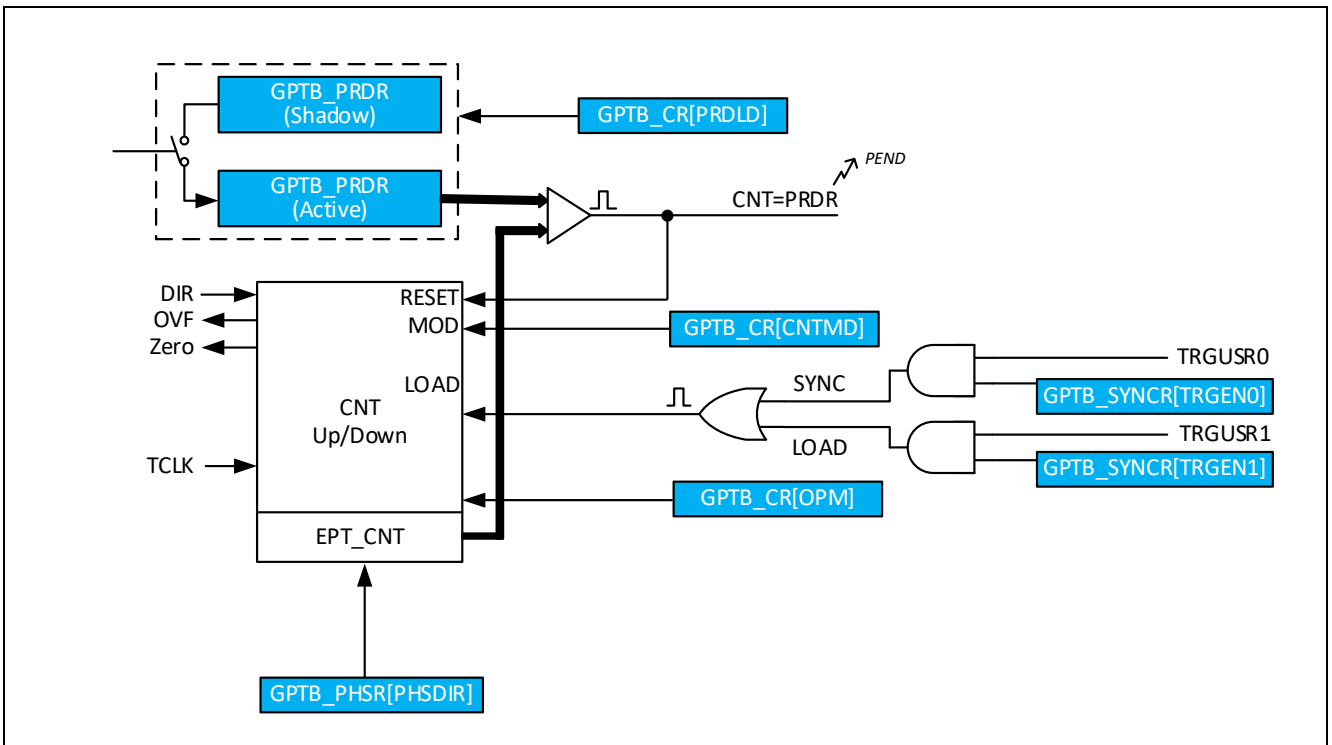 GPTB_PRDR
(Shadow)
GPTB_CR[PRDLD]
PEND
GPTB_PRDR
(Active)
CNT=PRDR
DIR
OVF
Zero
RESET
MOD
GPTB_CR[CNTMD]
TRGUSR0
LOAD
SYNC
GPTB_SYNCR[TRGEN0]
CNT
Up/Down
TRGUSR1
LOAD
GPTB_SYNCR[TRGEN1]
TCLK
GPTB_CR[OPM]
EPT_CNT
GPTB_PHSR[PHSDIR]